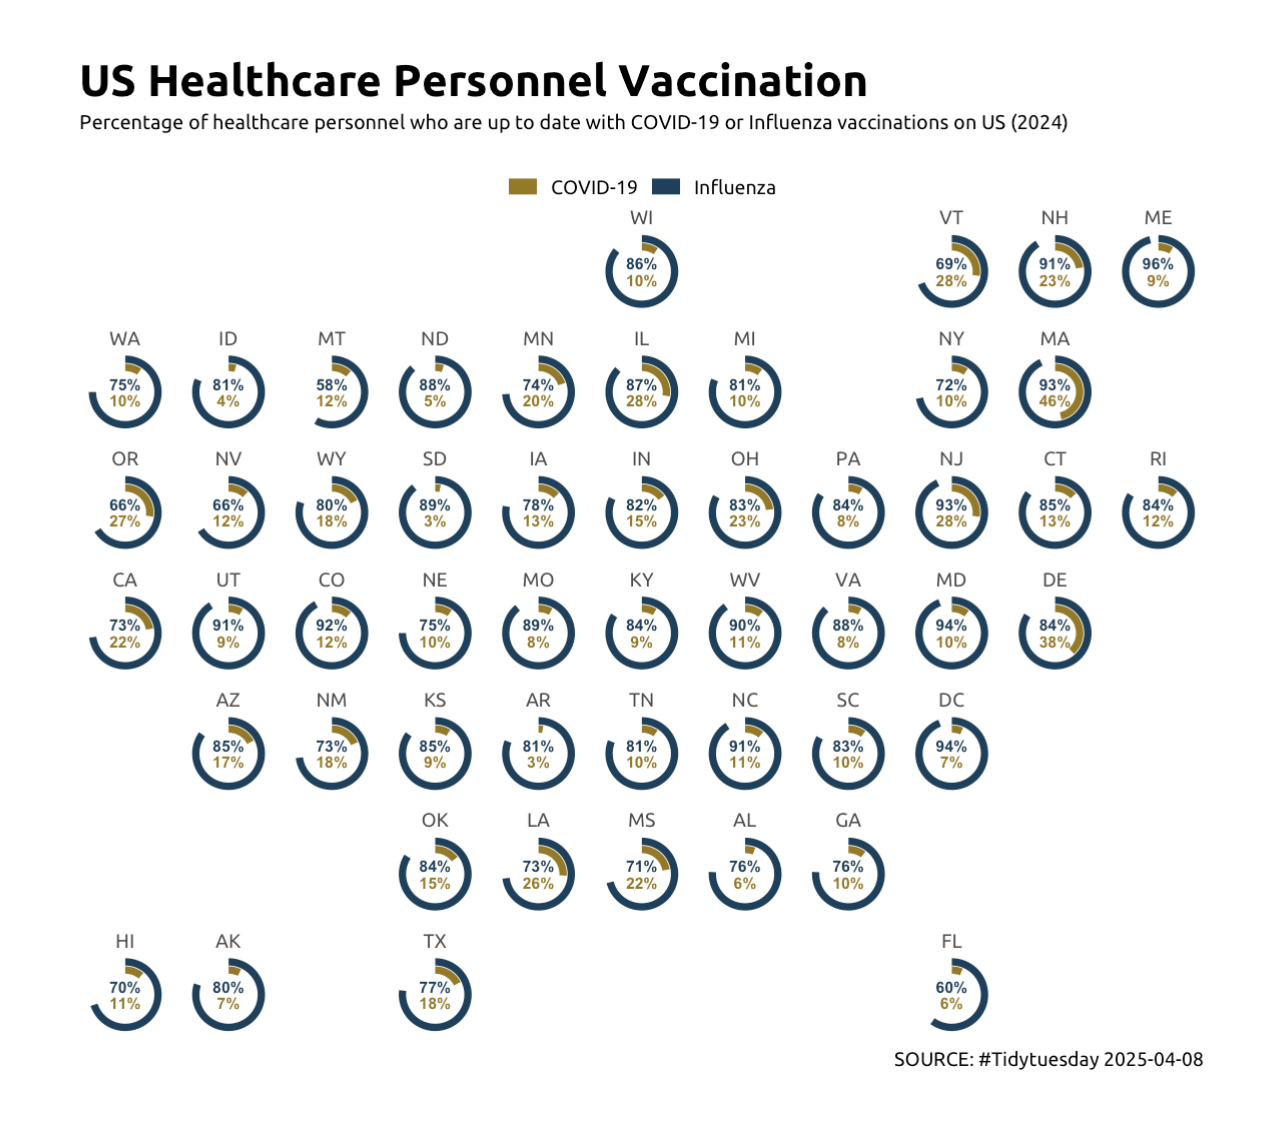 US Healthcare Personnel Vaccination
Percentage of healthcare personnel who are up to date with COVID-19 or Influenza vaccinations on US (2024)
COVID-19 Influenza
WI VT NH ME
86% 69% 91% 96%
10% 28% 23% 9%
WA ID MT ND MN IL MI NY MA
75% 81% 58% 88% 74% 87% 81% 72% 93%
10% 4% 12% 5% 20% 28% 10% 10% 46%
OR NV WY SD IA IN OH PA NJ CT RI
66% 66% 80% 89% 78% 82% 83% 84% 93% 85% 84%
27% 12% 18% 3% 13% 15% 23% 8% 28% 13% 12%
CA UT CO NE MO KY WV VA MD DE
73% 91% 92% 75% 89% 84% 90% 88% 94% 84%
22% 9% 12% 10% 8% 9% 11% 8% 10% 38%
AZ NM KS AR TN NC SC DC
85% 73% 85% 81% 81% 91% 83% 94%
17% 18% 9% 3% 10% 11% 10% 7%
OK LA MS AL GA
84% 73% 71% 76% 76%
15% 26% 22% 6% 10%
HI AK TX FL
70% 80% 77% 60%
11% 7% 18% 6%
SOURCE: #Tidytuesday 2025-04-08